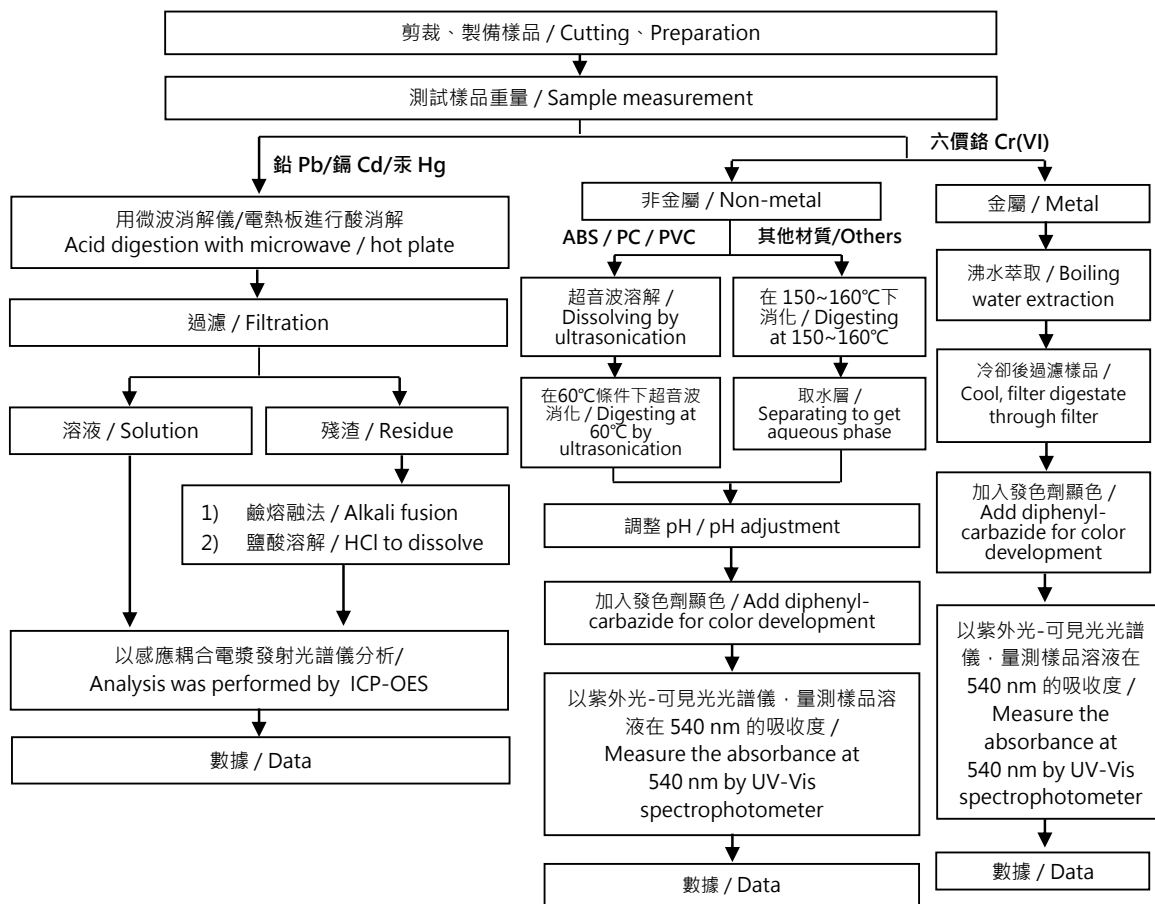 剪裁、製備樣品 / Cutting、Preparation
測試樣品重量 / Sample measurement
鉛 Pb/鎘 Cd/汞 Hg
用微波消解儀/電熱板進行酸消解
Acid digestion with microwave / hot plate
過濾 / Filtration
溶液 / Solution
殘渣 / Residue
1) 鹼熔融法 / Alkali fusion
2) 鹽酸溶解 / HCl to dissolve
以感應耦合電漿發射光譜儀分析/
Analysis was performed by ICP-OES
數據 / Data
六價鉻 Cr(VI)
非金屬 / Non-metal
ABS / PC / PVC
超音波溶解 /
Dissolving by
ultrasonication
在60℃條件下超音波
消化 / Digesting at
60℃ by
ultrasonication
其他材質/Others
在 150~160℃下
消化 / Digesting
at 150~160℃
取水層 /
Separating to get
aqueous phase
調整 pH / pH adjustment
加入發色劑顯色 / Add diphenyl-
carbazide for color development
以紫外光-可見光光譜儀，量測樣品溶
液在 540 nm 的吸收度 /
Measure the absorbance at
540 nm by UV-Vis
spectrophotometer
數據 / Data
金屬 / Metal
沸水萃取 / Boiling
water extraction
冷卻後過濾樣品 /
Cool, filter digestate
through filter
加入發色劑顯色 /
Add diphenyl-
carbazide for color
development
以紫外光-可見光光譜
儀，量測樣品溶液在
540 nm 的吸收度 /
Measure the
absorbance at
540 nm by UV-Vis
spectrophotometer
數據 / Data